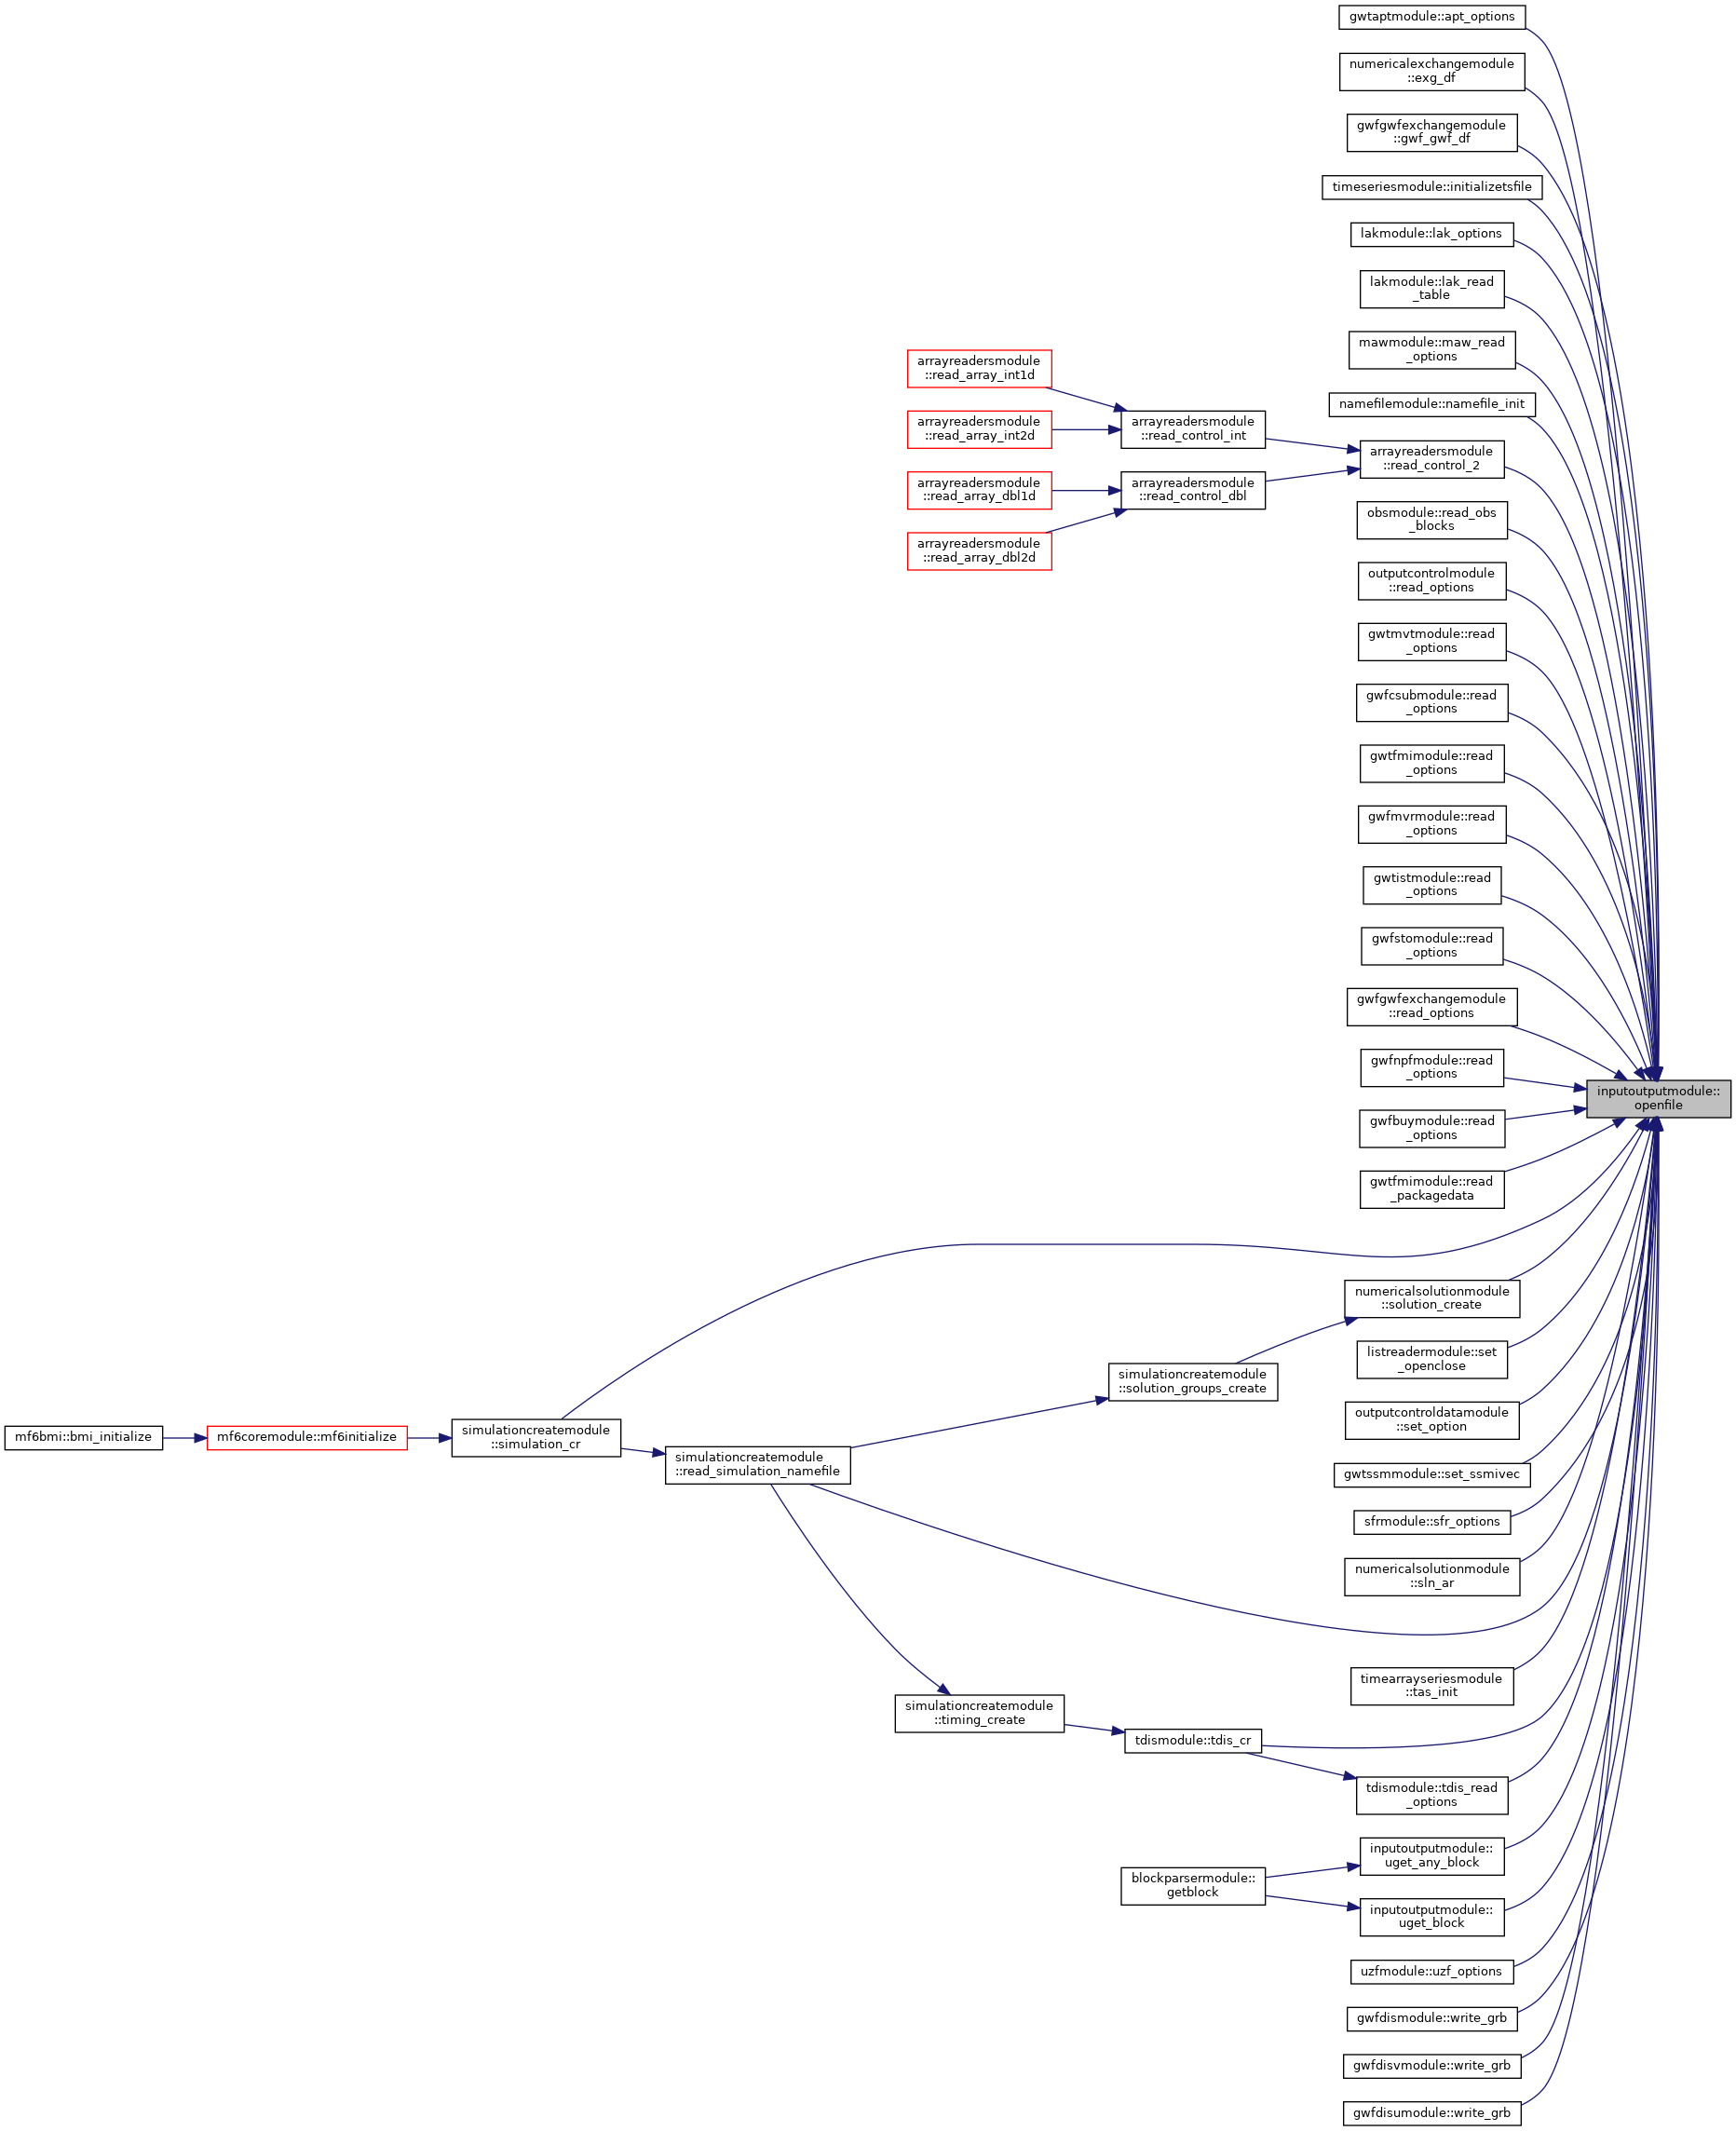 gwtaptmodule::apt_options
numericalexchangemodule
::exg_df
gwfgwfexchangemodule
::gwf_gwf_df
timeseriesmodule::initializetsfile
lakmodule::lak_options
lakmodule::lak_read
_table
mawmodule::maw_read
_options
namefilemodule::namefile_init
arrayreadersmodule
::read_array_int1d
arrayreadersmodule
::read_array_int2d
arrayreadersmodule
::read_array_dbl1d
arrayreadersmodule
::read_array_dbl2d
arrayreadersmodule
::read_control_int
arrayreadersmodule
::read_control_dbl
arrayreadersmodule
::read_control_2
obsmodule::read_obs
_blocks
outputcontrolmodule
::read_options
gwtmvtmodule::read
_options
gwfcsubmodule::read
_options
gwtfmimodule::read
_options
gwfmvrmodule::read
_options
gwtistmodule::read
_options
gwfstomodule::read
_options
gwfgwfexchangemodule
::read_options
gwfnpfmodule::read
_options
inputoutputmodule::
openfile
gwfbuymodule::read
_options
gwtfmimodule::read
_packagedata
numericalsolutionmodule
::solution_create
listreadermodule::set
_openclose
simulationcreatemodule
::solution_groups_create
outputcontroldatamodule
::set_option
mf6bmi::bmi_initialize
mf6coremodule::mf6initialize
simulationcreatemodule
::simulation_cr
simulationcreatemodule
::read_simulation_namefile
gwtssmmodule::set_ssmivec
sfrmodule::sfr_options
numericalsolutionmodule
::sln_ar
timearrayseriesmodule
::tas_init
simulationcreatemodule
::timing_create
tdismodule::tdis_cr
tdismodule::tdis_read
_options
inputoutputmodule::
uget_any_block
blockparsermodule::
getblock
inputoutputmodule::
uget_block
uzfmodule::uzf_options
gwfdismodule::write_grb
gwfdisvmodule::write_grb
gwfdisumodule::write_grb